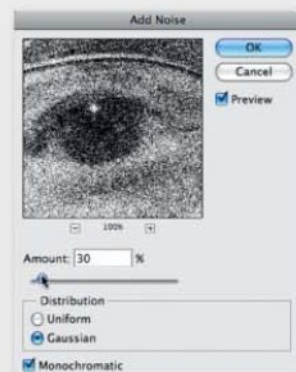 Add Noise
OK
Cancel
Preview
100%
Amount: 30 %
Distribution
Uniform
Gaussian
Monochromatic